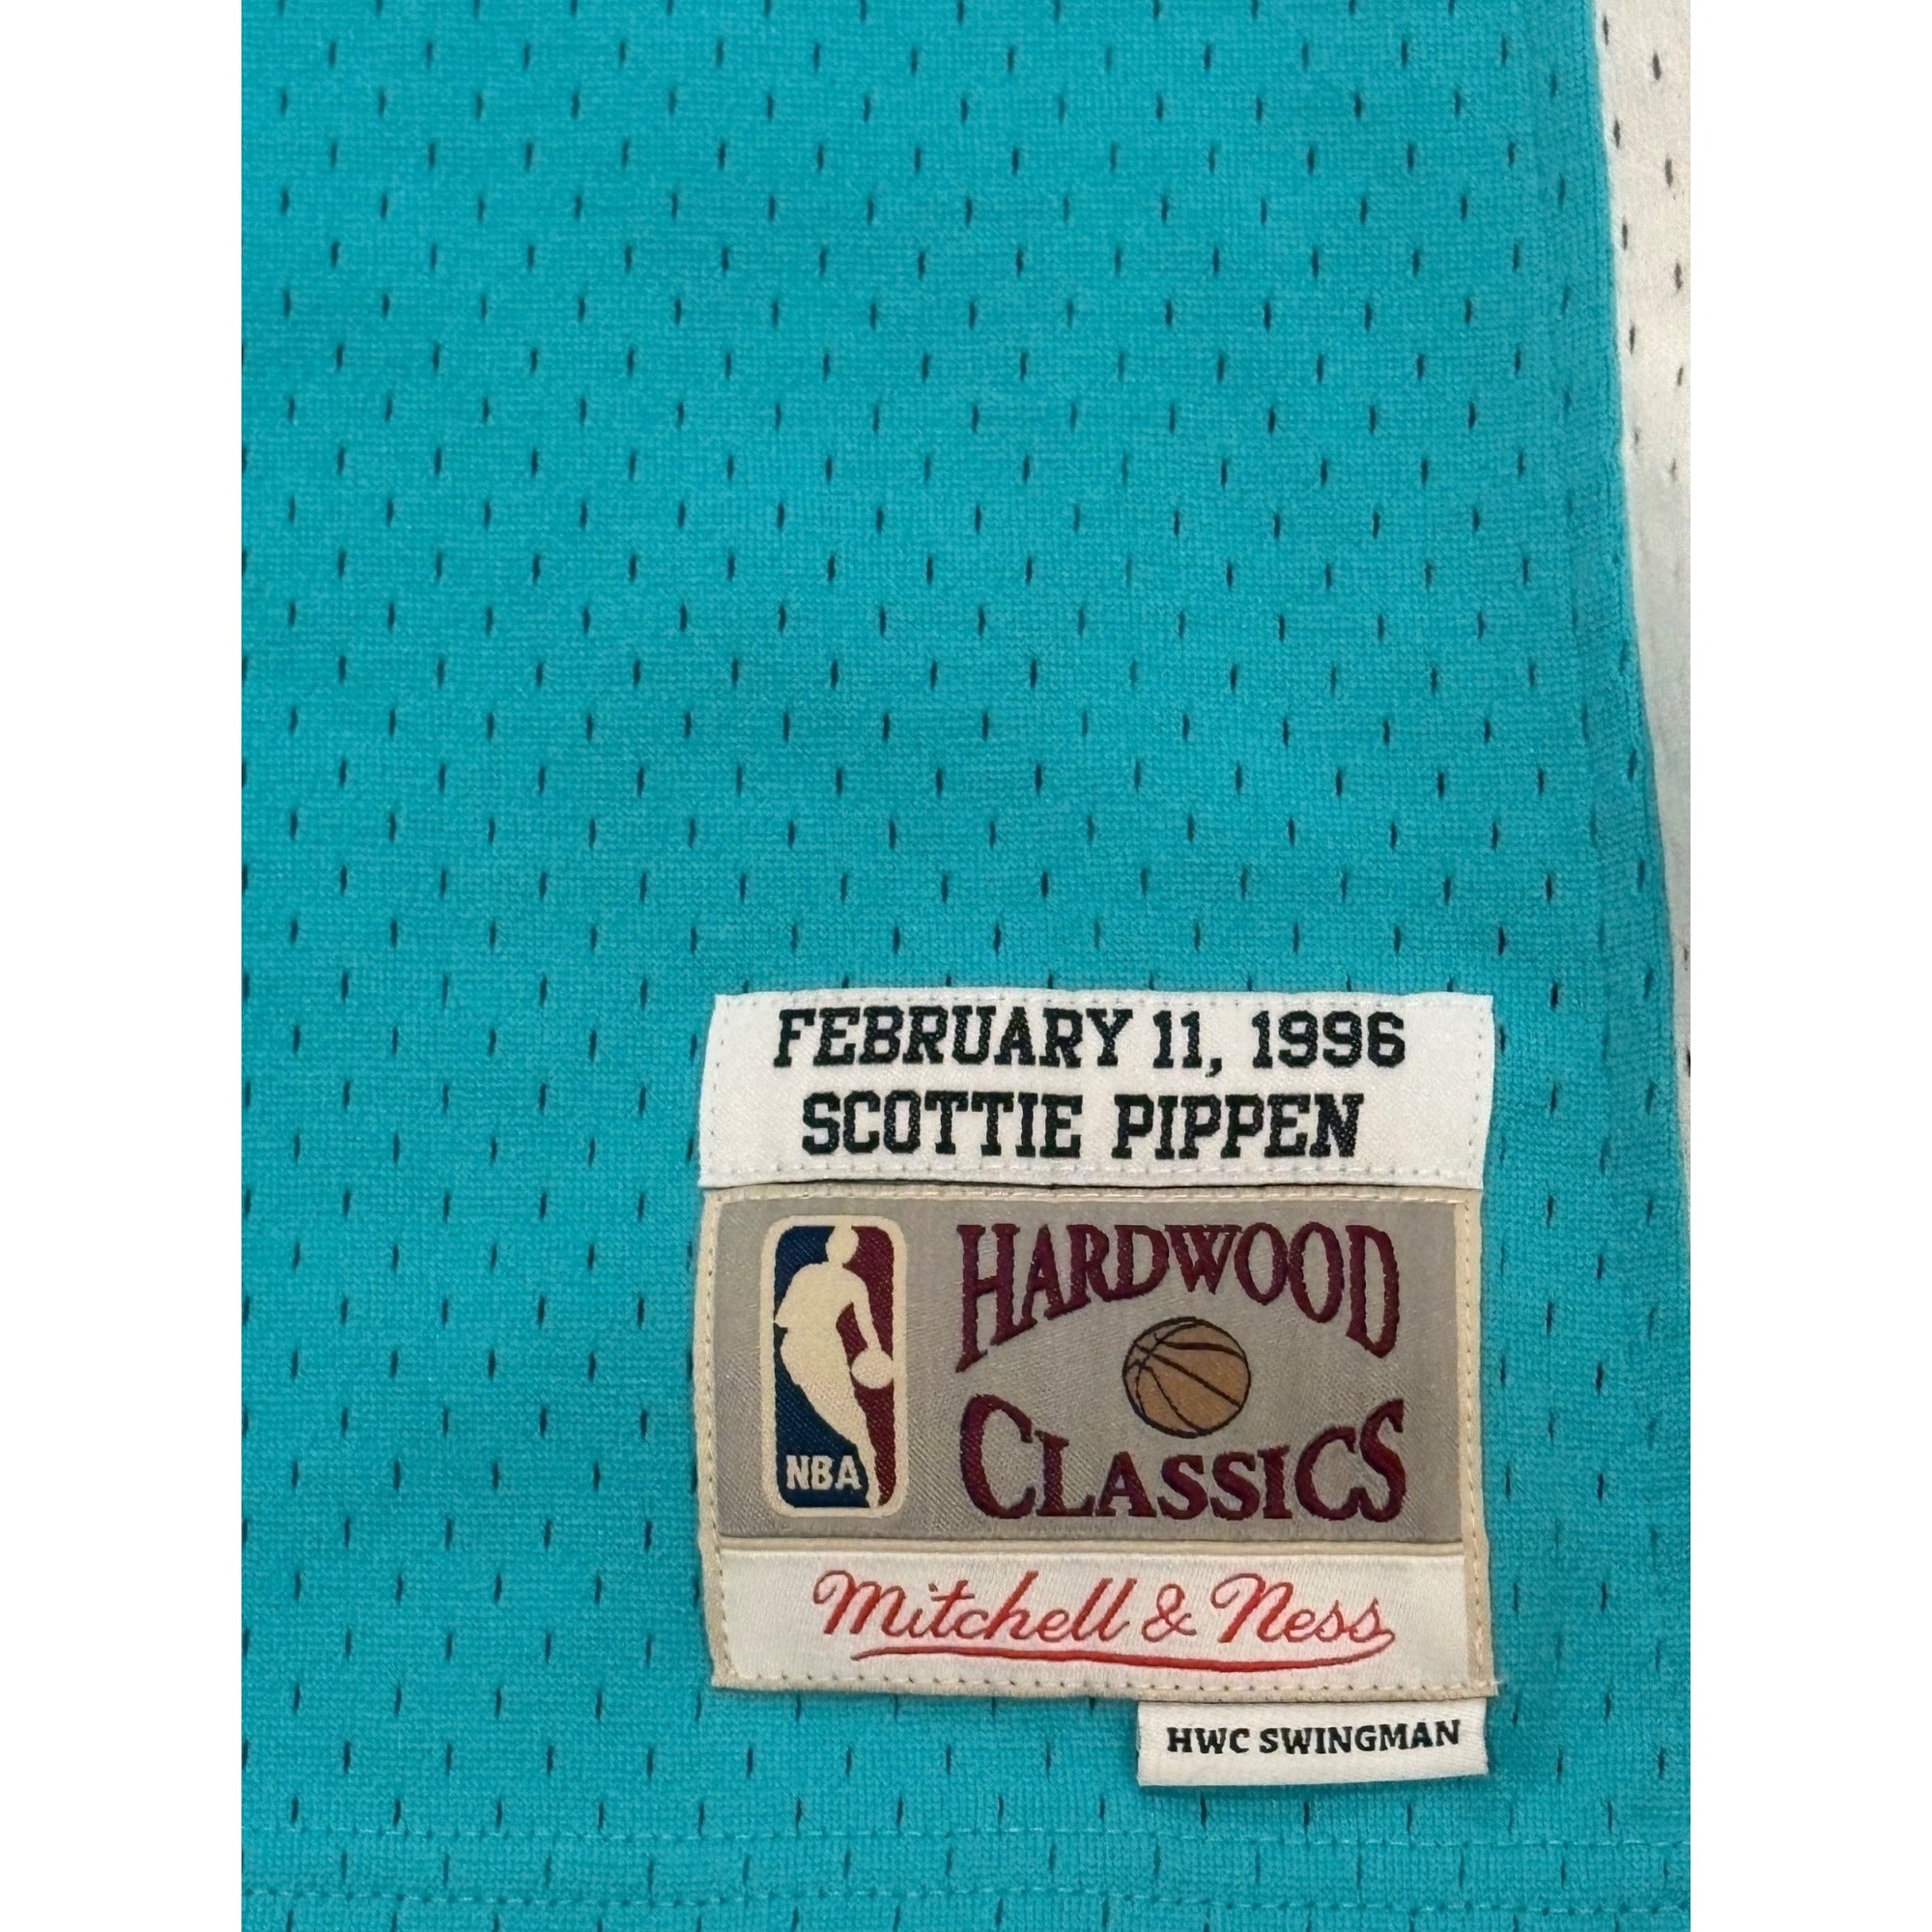 FEBRUARY 11, 1996
SCOTTIE PIPPEN
NBA
HARDWOOD
CLASSICS
Mitchell & Ness
HWC SWINGMAN